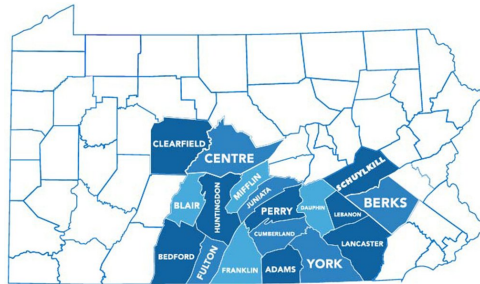 CLEARFIELD
CENTRE
SCHUYLKILL
MIFFLIN
JUNIATA
BLAIR
HUNTINGDON
PERRY
DAUPHIN
LEBANON
BERKS
CUMBERLAND
LANCASTER
BEDFORD
FULTON
FRANKLIN
ADAMS
YORK